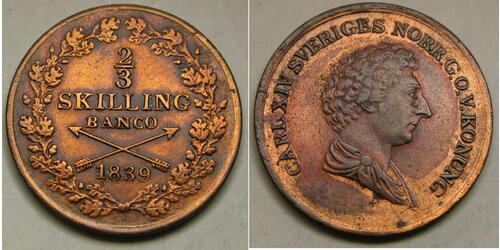 2
3
SKILLING
BANCO
1839
CARL XIV SVERIGES NORR.G.O.V.KONUNG